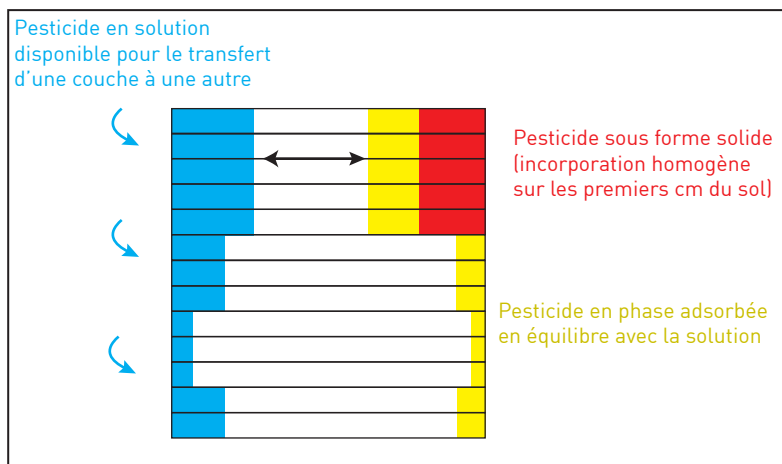 Pesticide en solution
disponible pour le transfert
d'une couche à une autre
Pesticide sous forme solide
(incorporation homogène
sur les premiers cm du sol)
Pesticide en phase adsorbée
en équilibre avec la solution